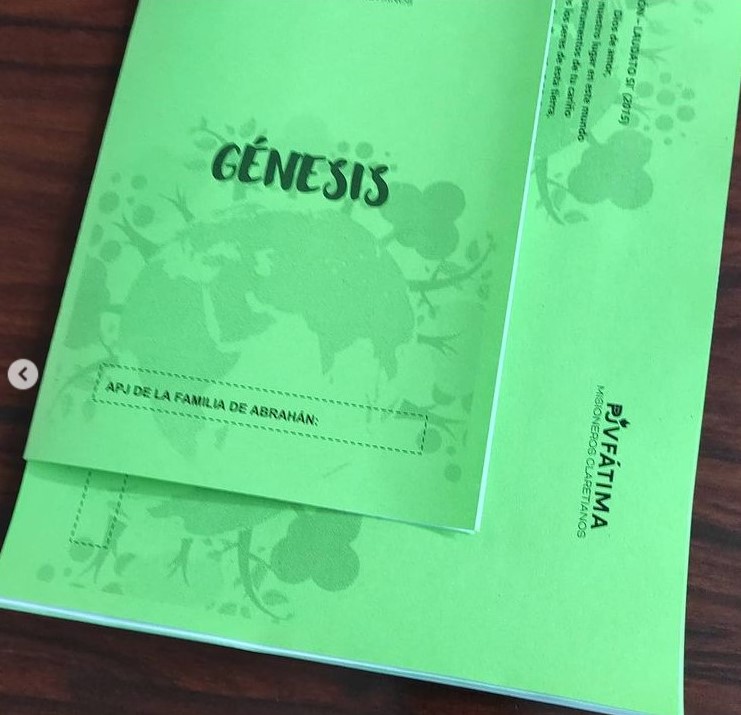 GÉNESIS
APJ DE LA FAMILIA DE ABRAHÁN:
– LAUDATO SI' (2015)
Dios de amor,
nuestro lugar en este mundo
de tu cariño
los seres de esta tierra,
PJVFÁTIMA
MISIONEROS CLARETIANOS